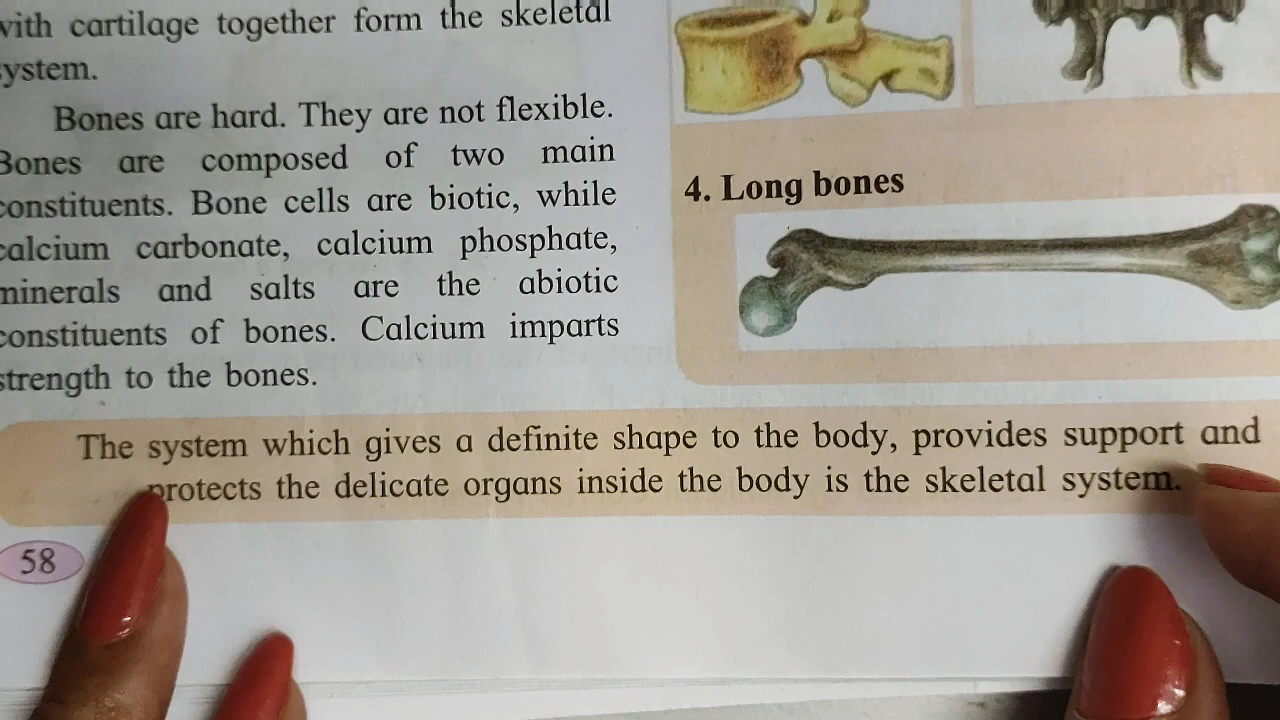 with cartilage together form the skeletal
system.
Bones are hard. They are not flexible.
Bones are composed of two main
constituents. Bone cells are biotic, while
calcium carbonate, calcium phosphate,
minerals and salts are the abiotic
constituents of bones. Calcium imparts
strength to the bones.
4. Long bones
The system which gives a definite shape to the body, provides support and
protects the delicate organs inside the body is the skeletal system.
58